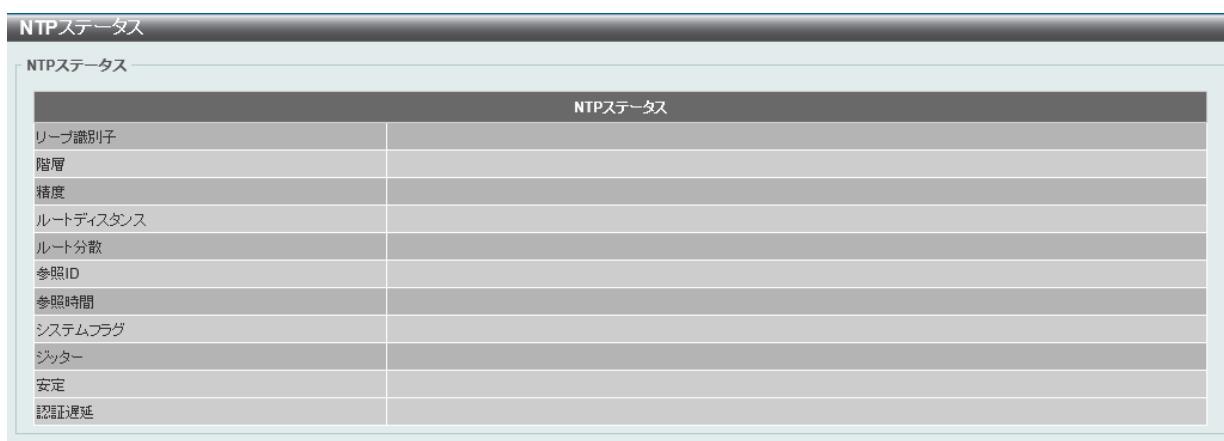 NTPステータス
NTPステータス
NTPステータス
リープ識別子
階層
精度
ルートディスタンス
ルート分散
参照ID
参照時間
システムフラグ
ジッター
安定
認証遅延